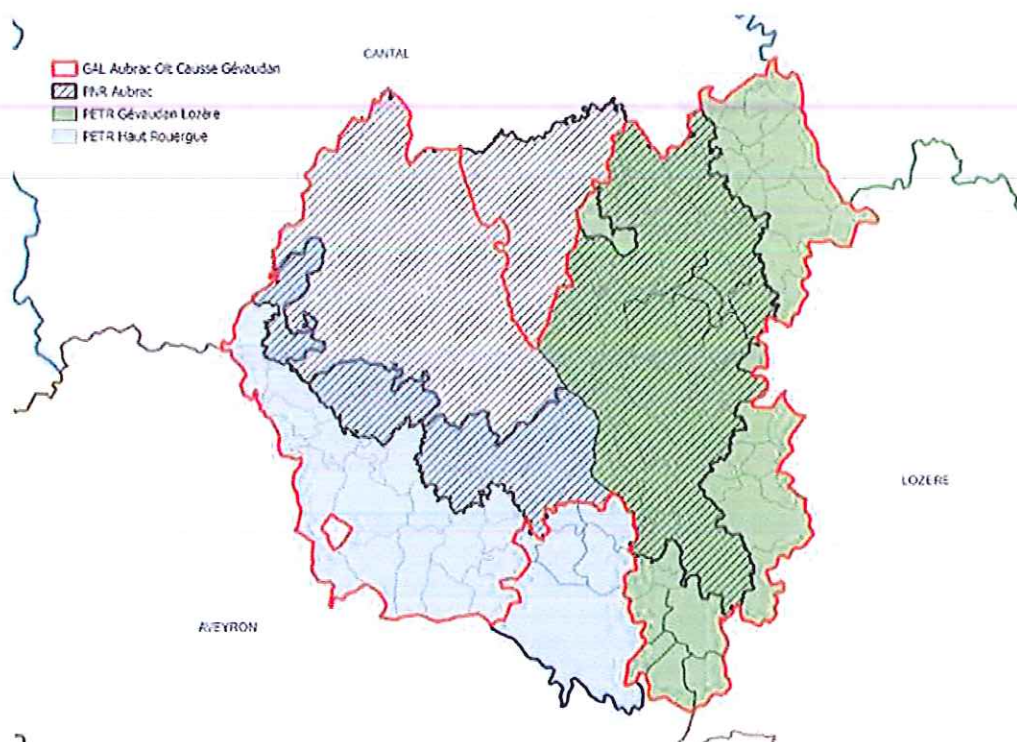 CANTAL
GAL Aubrac Olt Causse Gévaudan
PNR Aubrac
PETR Gévaudan Lozère
PETR Haut Rouergue
LOZERE
AVEYRON